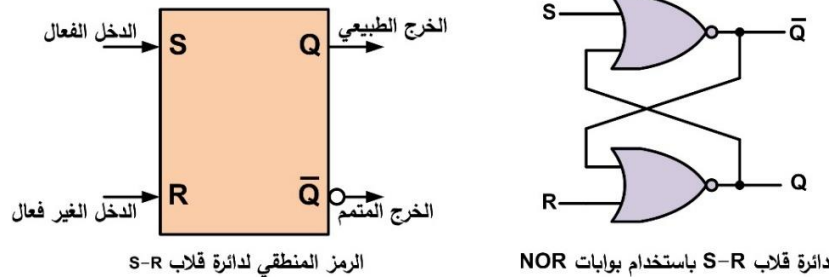 الدخل الفعال
S
Q
الخرج الطبيعي
الدخل الغير فعال
R
Q̅
الخرج المتمم
الرمز المنطقي لدائرة قلاب S-R
S
Q̅
R
Q
دائرة قلاب S-R باستخدام بوابات NOR